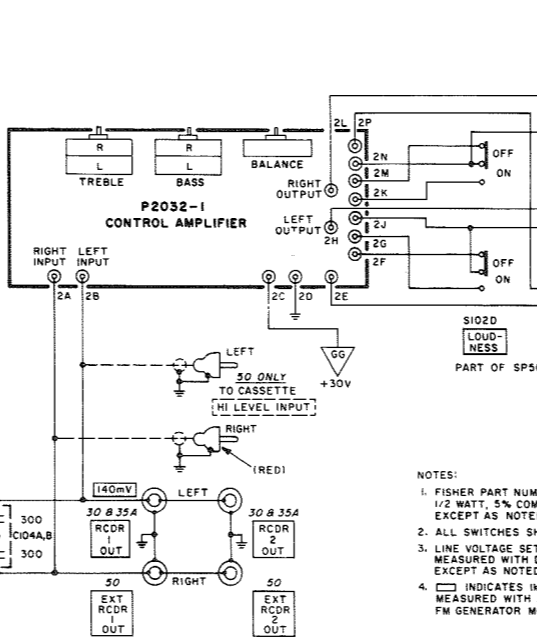 2L 2P
R
L
TREBLE
R
L
BASS
BALANCE
2N
2M
2K
2J
2G
2F
OFF
ON
RIGHT
OUTPUT
LEFT
OUTPUT
2H
P2032-1
CONTROL AMPLIFIER
RIGHT
INPUT
LEFT
INPUT
OFF
ON
2A
2B
2C
2D
2E
S102D
LOUD-
NESS
PART OF
GG
+30V
LEFT
50 ONLY
TO CASSETTE
HI LEVEL INPUT
RIGHT
(RED)
140mV
LEFT
30 & 35A
RCDR
1
OUT
30 & 35A
RCDR
2
OUT
300
C104A,B
300
RIGHT
50
EXT
RCDR
1
OUT
50
EXT
RCDR
2
OUT
NOTES:
1. FISHER PART NUM
1/2 WATT, 5% COM
EXCEPT AS NOTE
2. ALL SWITCHES SH
3. LINE VOLTAGE SET
MEASURED WITH
EXCEPT AS NOTED
4. INDICATES
MEASURED WITH
FM GENERATOR M